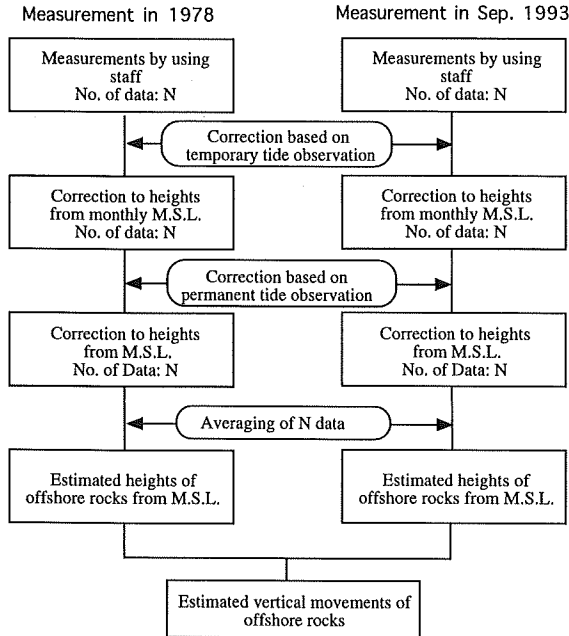 Measurement in 1978
Measurement in Sep. 1993
Measurements by using
staff
No. of data: N
Measurements by using
staff
No. of data: N
Correction based on
temporary tide observation
Correction to heights
from monthly M.S.L.
No. of data: N
Correction to heights
from monthly M.S.L.
No. of data: N
Correction based on
permanent tide observation
Correction to heights
from M.S.L.
No. of Data: N
Correction to heights
from M.S.L.
No. of Data: N
Averaging of N data
Estimated heights of
offshore rocks from M.S.L.
Estimated heights of
offshore rocks from M.S.L.
Estimated vertical movements of
offshore rocks